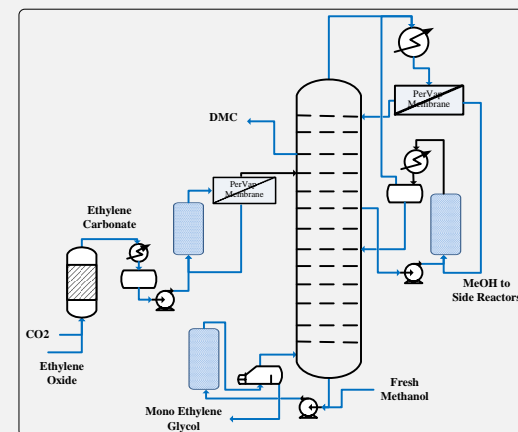 PerVap
Membrane
DMC
PerVap
Membrane
Ethylene
Carbonate
MeOH to
Side Reactors
CO2
Ethylene
Oxide
Fresh
Methanol
Mono Ethylene
Glycol